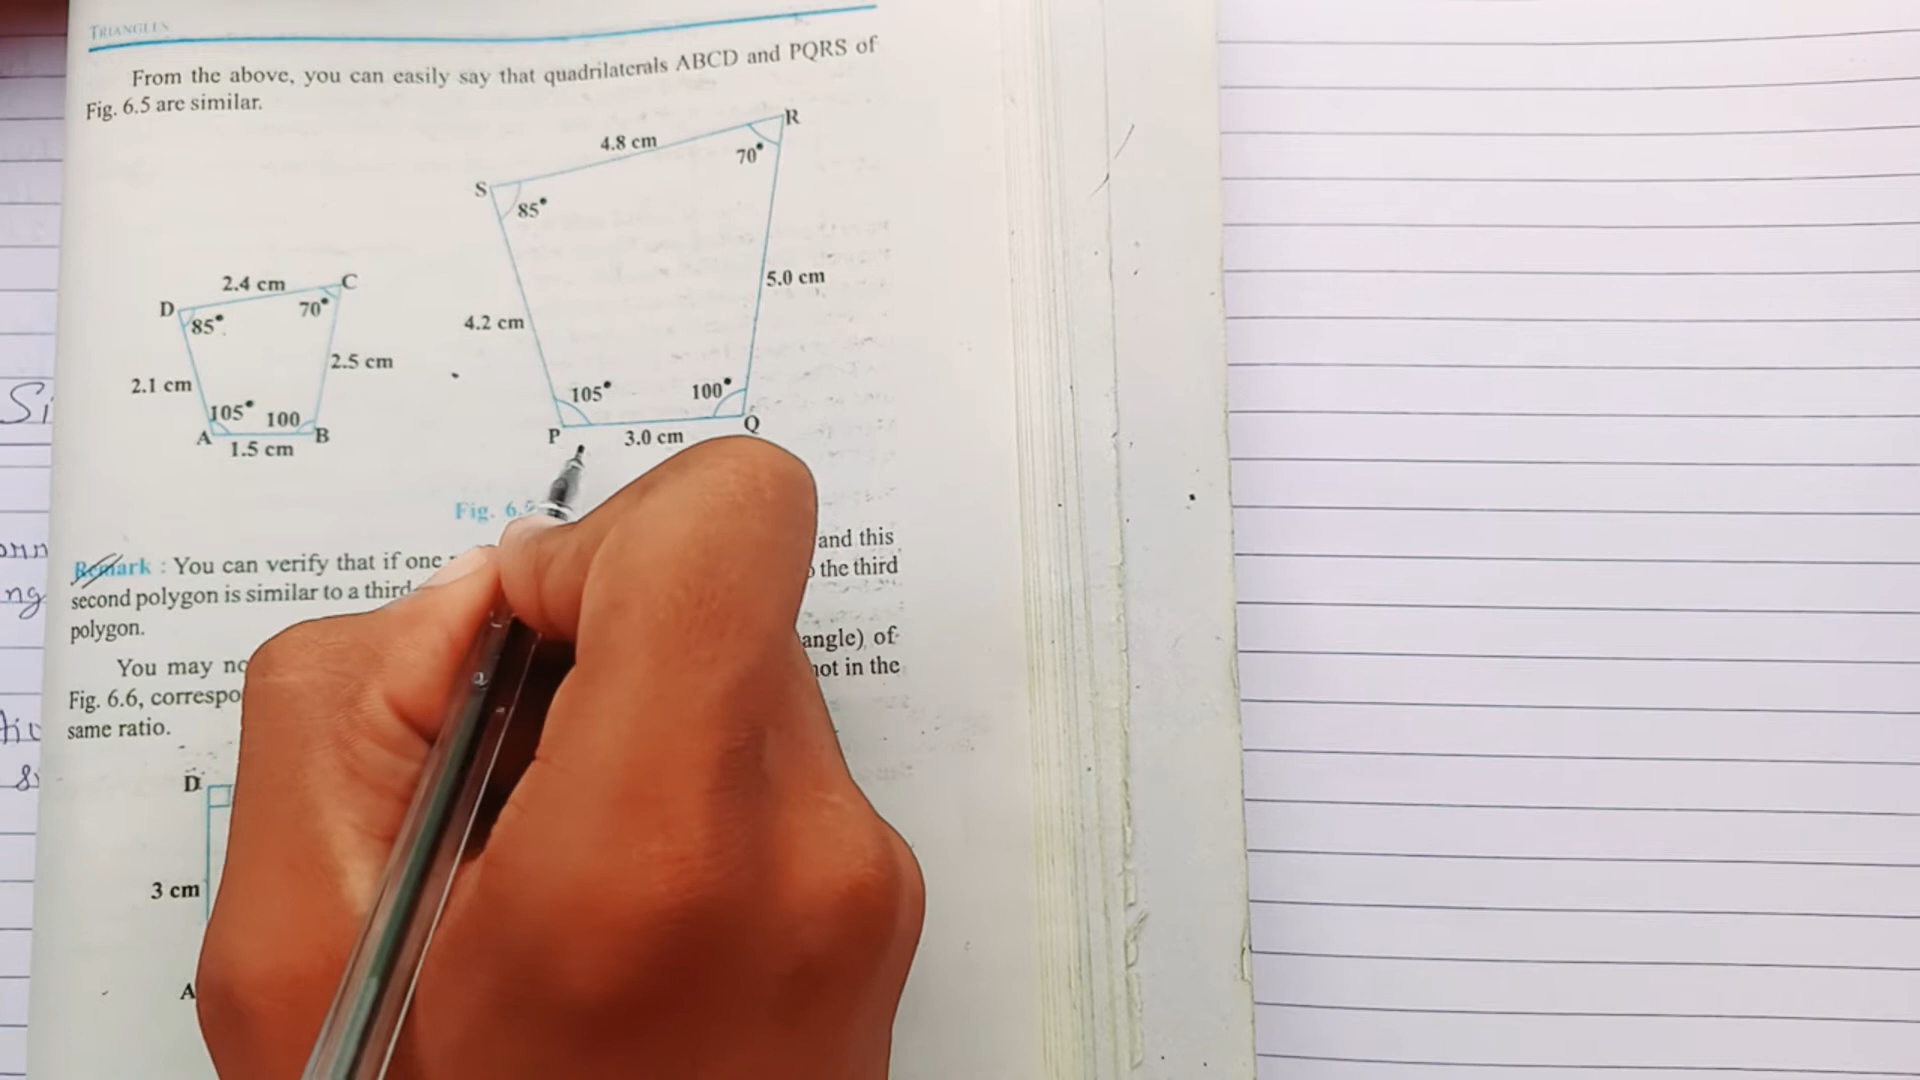 TRIANGLES
From the above, you can easily say that quadrilaterals ABCD and PQRS of
Fig. 6.5 are similar.
R
4.8 cm
70°
S
85°
2.4 cm
C
D
70°
85°
5.0 cm
4.2 cm
2.5 cm
2.1 cm
105°
100°
105°
100
A
B
1.5 cm
P
3.0 cm
Q
Fig. 6.
Remark : You can verify that if one and this
second polygon is similar to a third the third
polygon.
You may angle) of
Fig. 6.6, not in the
same ratio.
D
3 cm
A
Si
ng